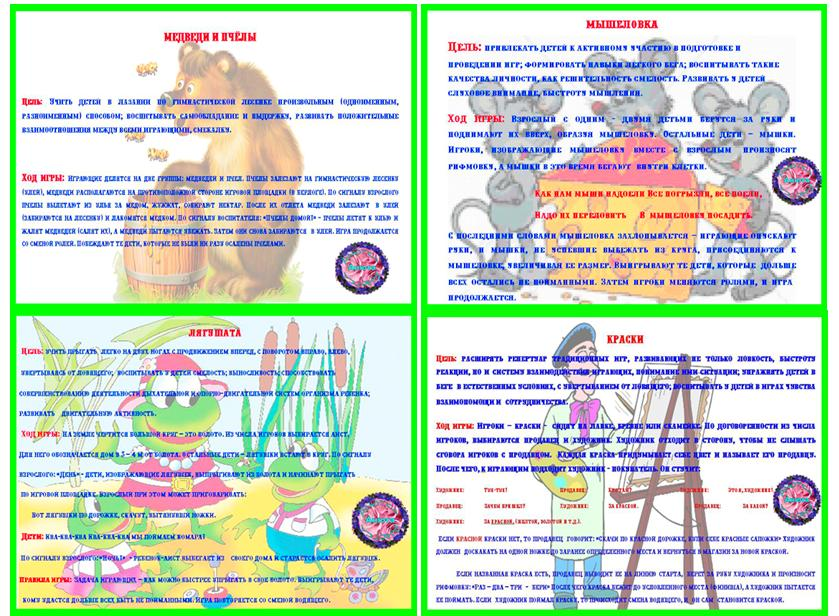 МЕДВЕДИ И ПЧЁЛЫ
Цель: Учить детей в лазании по гимнастической лесенке произвольным (одноименным,
разноименным) способом; воспитывать самообладание и выдержку, развивать положительные
взаимоотношения между всеми играющими, смекалку.
Ход игры: Играющие делятся на две группы: медведи и пчел. Пчелы залезают на гимнастическую лесенку
(улей), медведи располагаются на противоположной стороне игровой площадки (в берлоге). По сигналу взрослого
пчелы вылетают из улья за медом, жужжат, собирают нектар. После их отлета медведи залезают в улей
(забираются на лесенку) и лакомятся медком. По сигналу воспитателя: «Пчелы домой!» - пчелы летят к улью и
жалят медведей (салят их), а медведи пытаются убежать. Затем они снова забираются в улей. Игра продолжается
со сменой ролей. Побеждают те дети, которые не были ни разу осалены пчелами.
МЫШЕЛОВКА
Цель: привлекать детей к активному участию в подготовке и
проведении игр; формировать навыки легкого бега; воспитывать такие
качества личности, как решительность смелость. Развивать у детей
слуховое внимание, быстроту мышления.
Ход игры: Взрослый с одним - двумя детьми берутся за руки и
поднимают их вверх, образуя мышеловку. Остальные дети – мышки.
Игроки, изображающие мышеловку вместе с взрослым произносят
рифмовку, а мышки в это время бегают внутри клетки.
Как нам мыши надоели Все погрызли, всё поели,
Надо их переловить В мышеловки посадить.
С последними словами мышеловка захлопывается – играющие опускают
руки, и мышки, не успевшие выбежать из круга, присоединяются к
мышеловке, увеличивая ее размер. Выигрывают те дети, которые дольше
всех остались не пойманными. Затем игроки меняются ролями, и игра
продолжается.
ЛЯГУШАТА
Цель: учить прыгать легко на двух ногах с продвижением вперед, с поворотом вправо, влево,
увертываясь от ловящего; воспитывать у детей смелость; выносливость; способствовать
совершенствованию деятельности дыхательной и опорно-двигательной систем организма ребенка;
развивать двигательную активность.
Ход игры: На земле чертится большой круг – это болото. Из числа игроков выбирается аист.
Для него обозначается дом в 3 – 4 м от болота. Остальные дети – лягушки встают в круг. По сигналу
взрослого: «День» - дети, изображающие лягушки, выпрыгивают из болота и начинают прыгать
по игровой площадке. Взрослый при этом может приговаривать:
Вот лягушки по дорожке, скачут, вытянувши ножки.
Дети: Ква-ква-ква ква-ква-ква мы поймаем комара!
По сигналу взрослого:«Ночь!» - ребенок-аист выбегает из своего дома и старается осалить лягушек.
Правила игры: Задача играющих – как можно быстрее упрыгать в свое болото. Выигрывают те дети,
кому удастся дольше всех быть не пойманными. Игра повторяется со сменой водящего.
КРАСКИ
Цель: расширять репертуар традиционных игр, развивающих не только ловкость, быстроту
реакции, но и систему взаимодействия играющих, понимание ими ситуации; упражнять детей в
беге в естественных условиях, с увертыванием от ловящего; воспитывать у детей в играх чувства
взаимопомощи и сотрудничества.
Ход игры: Игроки – краски - сидят на лавке, бревне или скамейке. По договоренности из числа
игроков, выбираются продавец и художник. Художник отходит в сторону, чтобы не слышать
сговора игроков с продавцом. Каждая краска придумывает себе цвет и называет его продавцу.
После чего, к играющим подходит художник - покупатель. Он стучит:
Художник: Тук-тук! Продавец: Кто там? Художник: Это я, художник!
Продавец: Зачем пришел? Художник: За краской. Продавец: За какой?
Художник: За красной. (желтой, золотой и т.д.).
Если красной краски нет, то продавец говорит: «Скачи по красной дорожке, купи себе красные сапожки» Художник
должен доскакать на одной ножке до заранее определенного места и вернуться в магазин за новой краской.
Если названная краска есть, продавец выводит ее на линию старта, берет за руку художника и произносит
рифмовку:«Раз – два – три – бери» После чего краска бежит до условленного места (финиша), а художник пытается
ее поймать. Если художник поймал краску, то происходит смена водящего, и он сам становится краской.